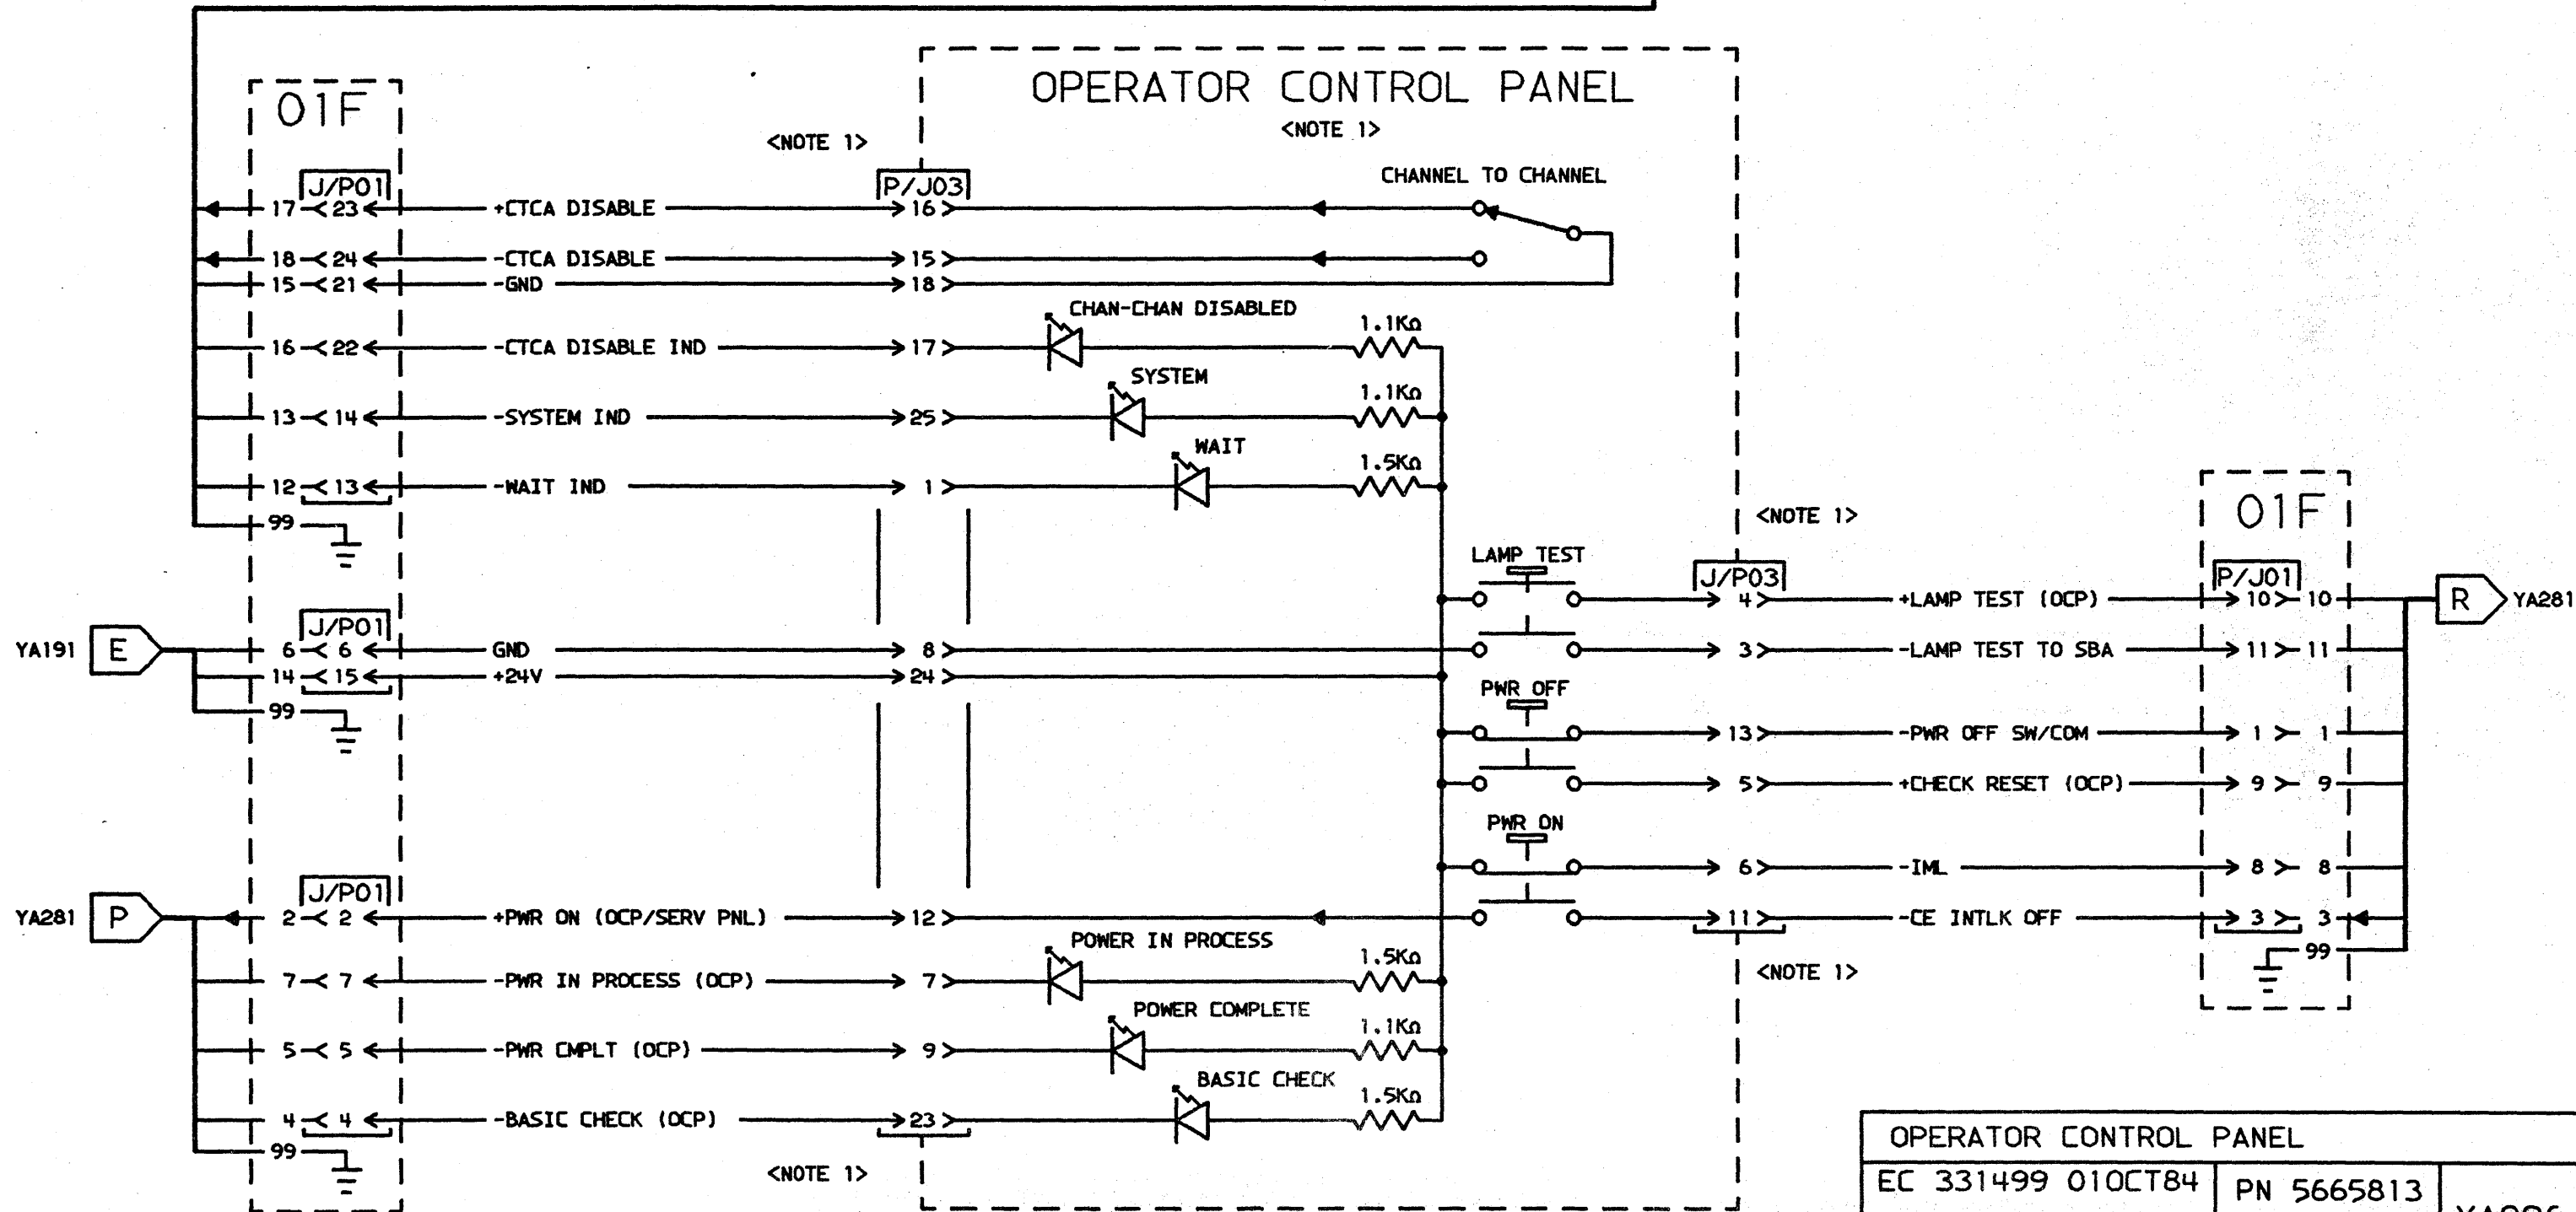 OPERATOR CONTROL PANEL
<NOTE 1>
01F
<NOTE 1>
CHANNEL TO CHANNEL
J/P01
P/J03
17 23 +CTCA DISABLE 16
18 24 -CTCA DISABLE 15
15 21 -GND 18
CHAN-CHAN DISABLED
1.1KΩ
16 22 -CTCA DISABLE IND 17
SYSTEM
1.1KΩ
13 14 -SYSTEM IND 25
WAIT
1.5KΩ
12 13 -WAIT IND 1
99
<NOTE 1>
01F
LAMP TEST
J/P03
P/J01
4 +LAMP TEST (OCP) 10 10
R YA281
J/P01
YA191 E 6 6 GND 8
3 -LAMP TEST TO SBA 11 11
14 15 +24V 24
99
PWR OFF
13 -PWR OFF SW/COM 1 1
5 +CHECK RESET (OCP) 9 9
PWR ON
6 -IML 8 8
J/P01
YA281 P 2 2 +PWR ON (OCP/SERV PNL) 12
11 -CE INTLK OFF 3 3
99
<NOTE 1>
POWER IN PROCESS
1.5KΩ
7 7 -PWR IN PROCESS (OCP) 7
POWER COMPLETE
1.1KΩ
5 5 -PWR CMPLT (OCP) 9
BASIC CHECK
1.5KΩ
4 4 -BASIC CHECK (OCP) 23
99
<NOTE 1>
OPERATOR CONTROL PANEL
EC 331499 01OCT84
PN 5665813